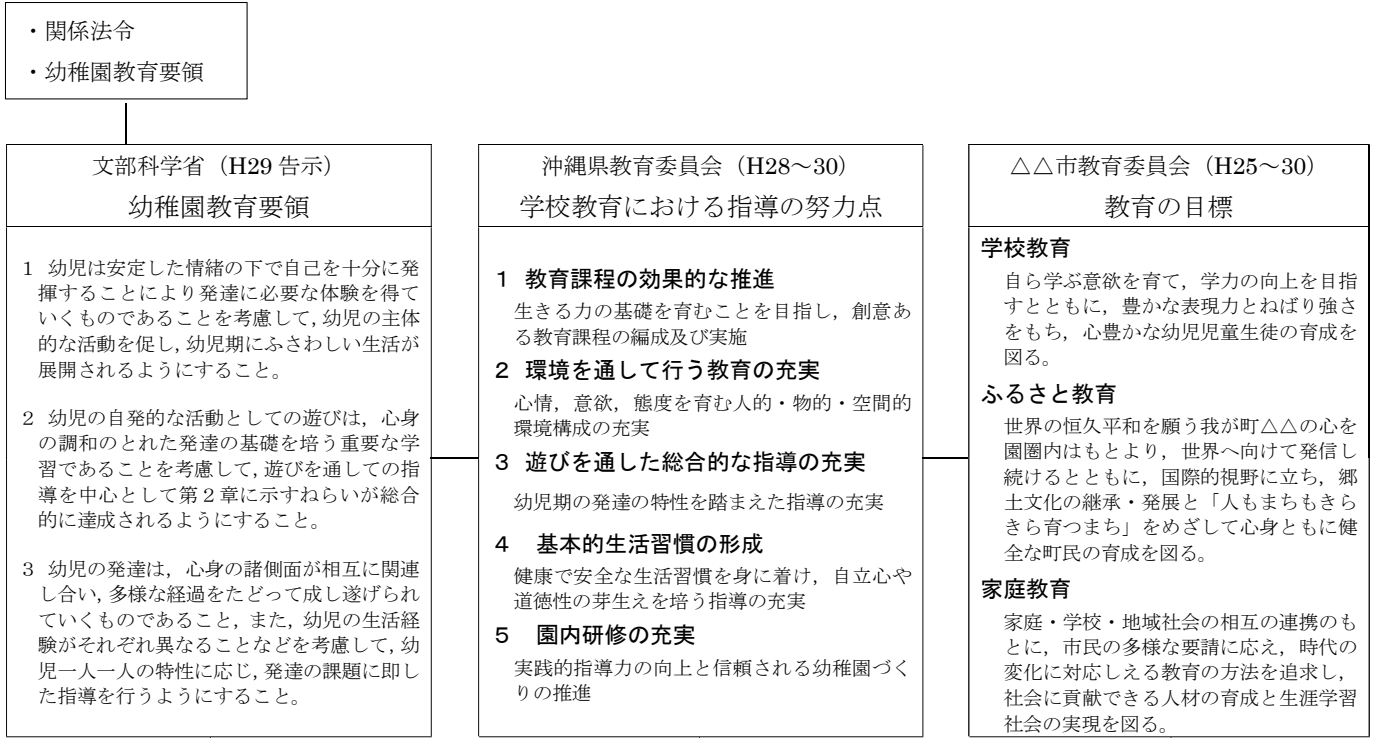 ・関係法令
・幼稚園教育要領
文部科学省（H29 告示）
幼稚園教育要領
1 幼児は安定した情緒の下で自己を十分に発
揮することにより発達に必要な体験を得て
いくものであることを考慮して，幼児の主体
的な活動を促し，幼児期にふさわしい生活が
展開されるようにすること。
2 幼児の自発的な活動としての遊びは，心身
の調和のとれた発達の基礎を培う重要な学
習であることを考慮して，遊びを通しての指
導を中心として第２章に示すねらいが総合
的に達成されるようにすること。
3 幼児の発達は，心身の諸側面が相互に関連
し合い，多様な経過をたどって成し遂げられ
ていくものであること，また，幼児の生活経
験がそれぞれ異なることなどを考慮して，幼
児一人一人の特性に応じ，発達の課題に即し
た指導を行うようにすること。
沖縄県教育委員会（H28～30）
学校教育における指導の努力点
1 教育課程の効果的な推進
生きる力の基礎を育むことを目指し，創意あ
る教育課程の編成及び実施
2 環境を通して行う教育の充実
心情，意欲，態度を育む人的・物的・空間的
環境構成の充実
3 遊びを通した総合的な指導の充実
幼児期の発達の特性を踏まえた指導の充実
4 基本的生活習慣の形成
健康で安全な生活習慣を身に着け，自立心や
道徳性の芽生えを培う指導の充実
5 園内研修の充実
実践的指導力の向上と信頼される幼稚園づく
りの推進
△△市教育委員会（H25～30）
教育の目標
学校教育
自ら学ぶ意欲を育て，学力の向上を目指
すとともに，豊かな表現力とねばり強さ
をもち，心豊かな幼児児童生徒の育成を
図る。
ふるさと教育
世界の恒久平和を願う我が町△△の心を
園圏内はもとより，世界へ向けて発信し
続けるとともに，国際的視野に立ち，郷
土文化の継承・発展と「人もまちもきら
きら育つまち」をめざして心身ともに健
全な町民の育成を図る。
家庭教育
家庭・学校・地域社会の相互の連携のも
とに，市民の多様な要請に応え，時代の
変化に対応しえる教育の方法を追求し，
社会に貢献できる人材の育成と生涯学習
社会の実現を図る。